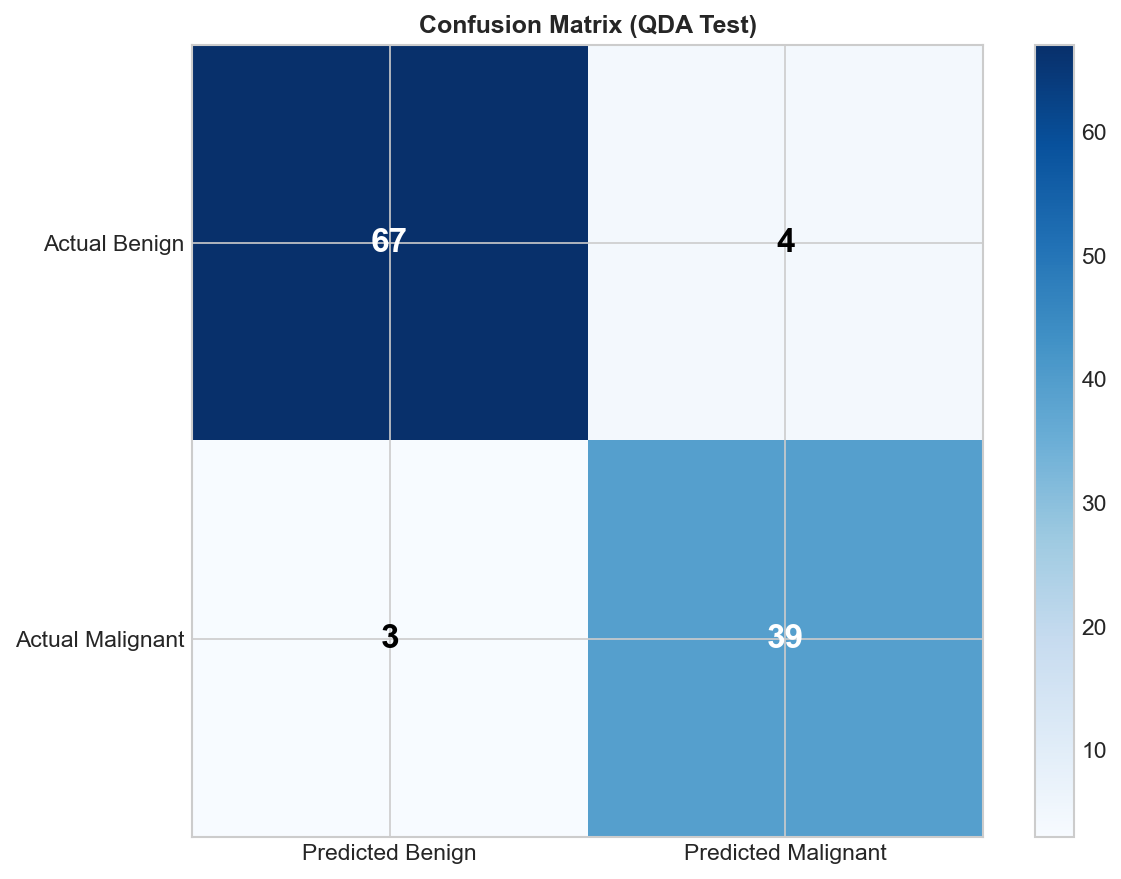 Confusion Matrix (QDA Test)
Actual Benign
67
4
Actual Malignant
3
39
Predicted Benign
Predicted Malignant
60
50
40
30
20
10